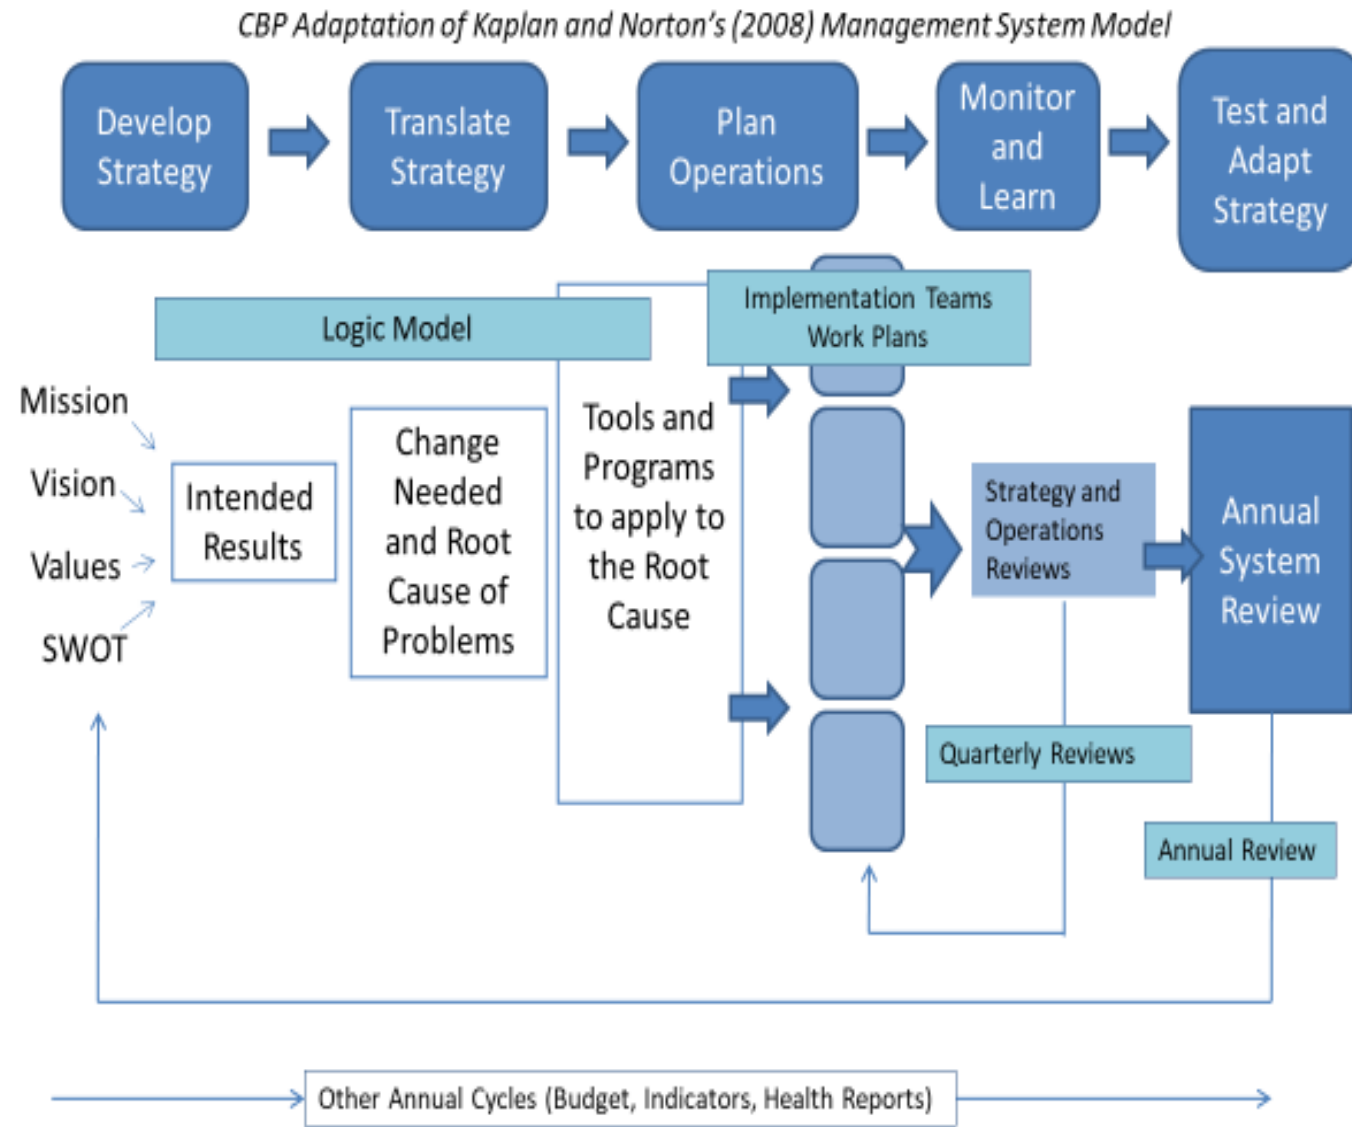 CBP Adaptation of Kaplan and Norton's (2008) Management System Model
Develop
Strategy
Translate
Strategy
Plan
Operations
Monitor
and
Learn
Test and
Adapt
Strategy
Logic Model
Implementation Teams
Work Plans
Mission
Vision
Values
SWOT
Intended
Results
Change
Needed
and Root
Cause of
Problems
Tools and
Programs
to apply to
the Root
Cause
Strategy and
Operations
Reviews
Annual
System
Review
Quarterly Reviews
Annual Review
Other Annual Cycles (Budget, Indicators, Health Reports)